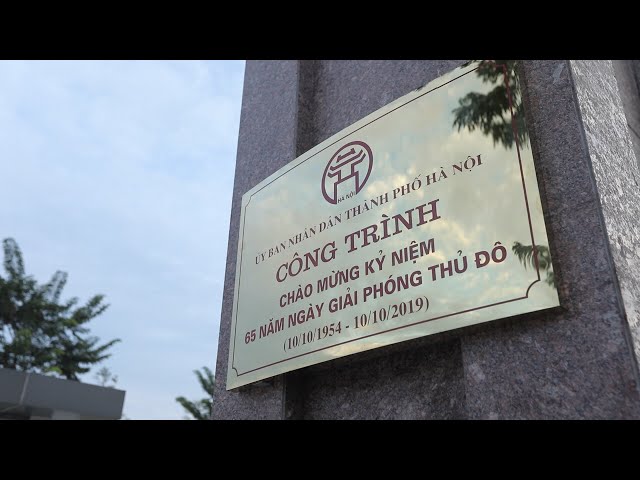 HÀ NỘI
ỦY BAN NHÂN DÂN THÀNH PHỐ HÀ NỘI
CÔNG TRÌNH
CHÀO MỪNG KỶ NIỆM
65 NĂM NGÀY GIẢI PHÓNG THỦ ĐÔ
(10/10/1954 - 10/10/2019)